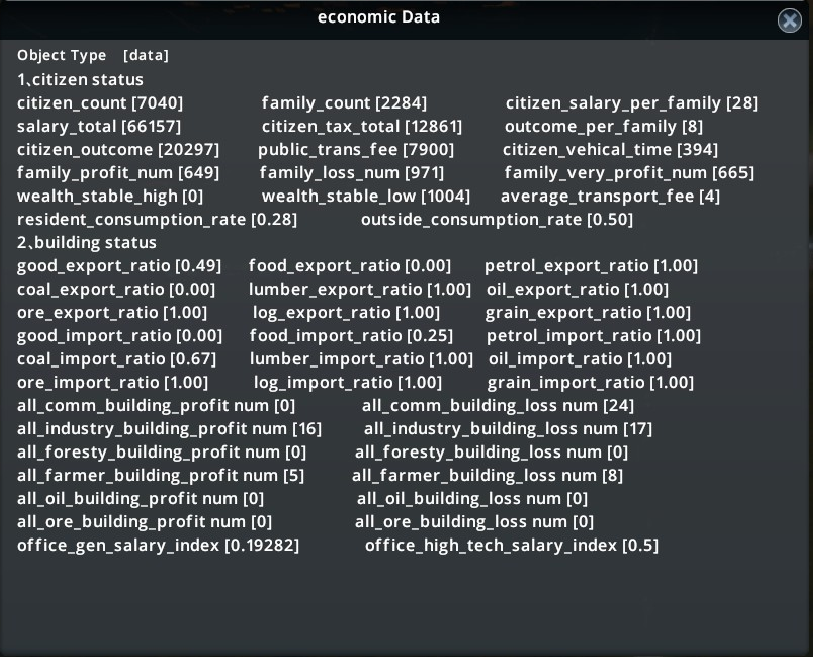 economic Data
Object Type [data]
1、citizen status
citizen_count [7040] family_count [2284] citizen_salary_per_family [28]
salary_total [66157] citizen_tax_total [12861] outcome_per_family [8]
citizen_outcome [20297] public_trans_fee [7900] citizen_vehical_time [394]
family_profit_num [649] family_loss_num [971] family_very_profit_num [665]
wealth_stable_high [0] wealth_stable_low [1004] average_transport_fee [4]
resident_consumption_rate [0.28] outside_consumption_rate [0.50]
2、building status
good_export_ratio [0.49] food_export_ratio [0.00] petrol_export_ratio [1.00]
coal_export_ratio [0.00] lumber_export_ratio [1.00] oil_export_ratio [1.00]
ore_export_ratio [1.00] log_export_ratio [1.00] grain_export_ratio [1.00]
good_import_ratio [0.00] food_import_ratio [0.25] petrol_import_ratio [1.00]
coal_import_ratio [0.67] lumber_import_ratio [1.00] oil_import_ratio [1.00]
ore_import_ratio [1.00] log_import_ratio [1.00] grain_import_ratio [1.00]
all_comm_building_profit num [0] all_comm_building_loss num [24]
all_industry_building_profit num [16] all_industry_building_loss num [17]
all_foresty_building_profit num [0] all_foresty_building_loss num [0]
all_farmer_building_profit num [5] all_farmer_building_loss num [8]
all_oil_building_profit num [0] all_oil_building_loss num [0]
all_ore_building_profit num [0] all_ore_building_loss num [0]
office_gen_salary_index [0.19282] office_high_tech_salary_index [0.5]